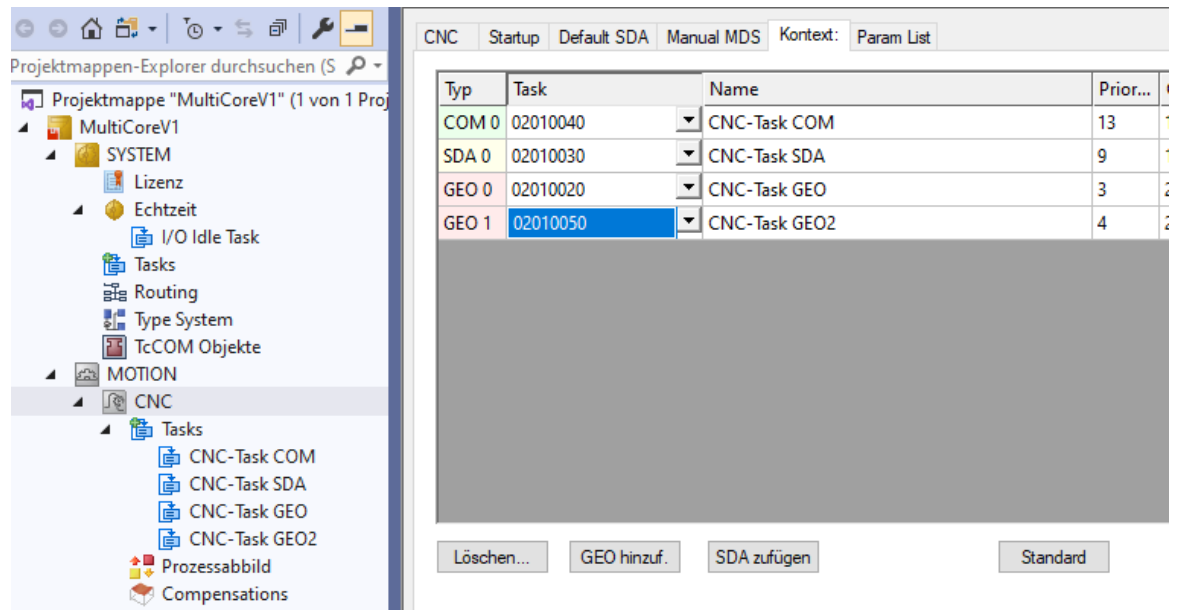 Projektmappen-Explorer durchsuchen (S
Projektmappe "MultiCoreV1" (1 von 1 Proj
MultiCoreV1
SYSTEM
Lizenz
Echtzeit
I/O Idle Task
Tasks
Routing
Type System
TcCOM Objekte
MOTION
CNC
Tasks
CNC-Task COM
CNC-Task SDA
CNC-Task GEO
CNC-Task GEO2
Prozessabbild
Compensations
CNC Startup Default SDA Manual MDS Kontext: Param List
Typ Task Name Prior...
COM 0 02010040 CNC-Task COM 13
SDA 0 02010030 CNC-Task SDA 9
GEO 0 02010020 CNC-Task GEO 3
GEO 1 02010050 CNC-Task GEO2 4
Löschen... GEO hinzuf. SDA zufügen Standard